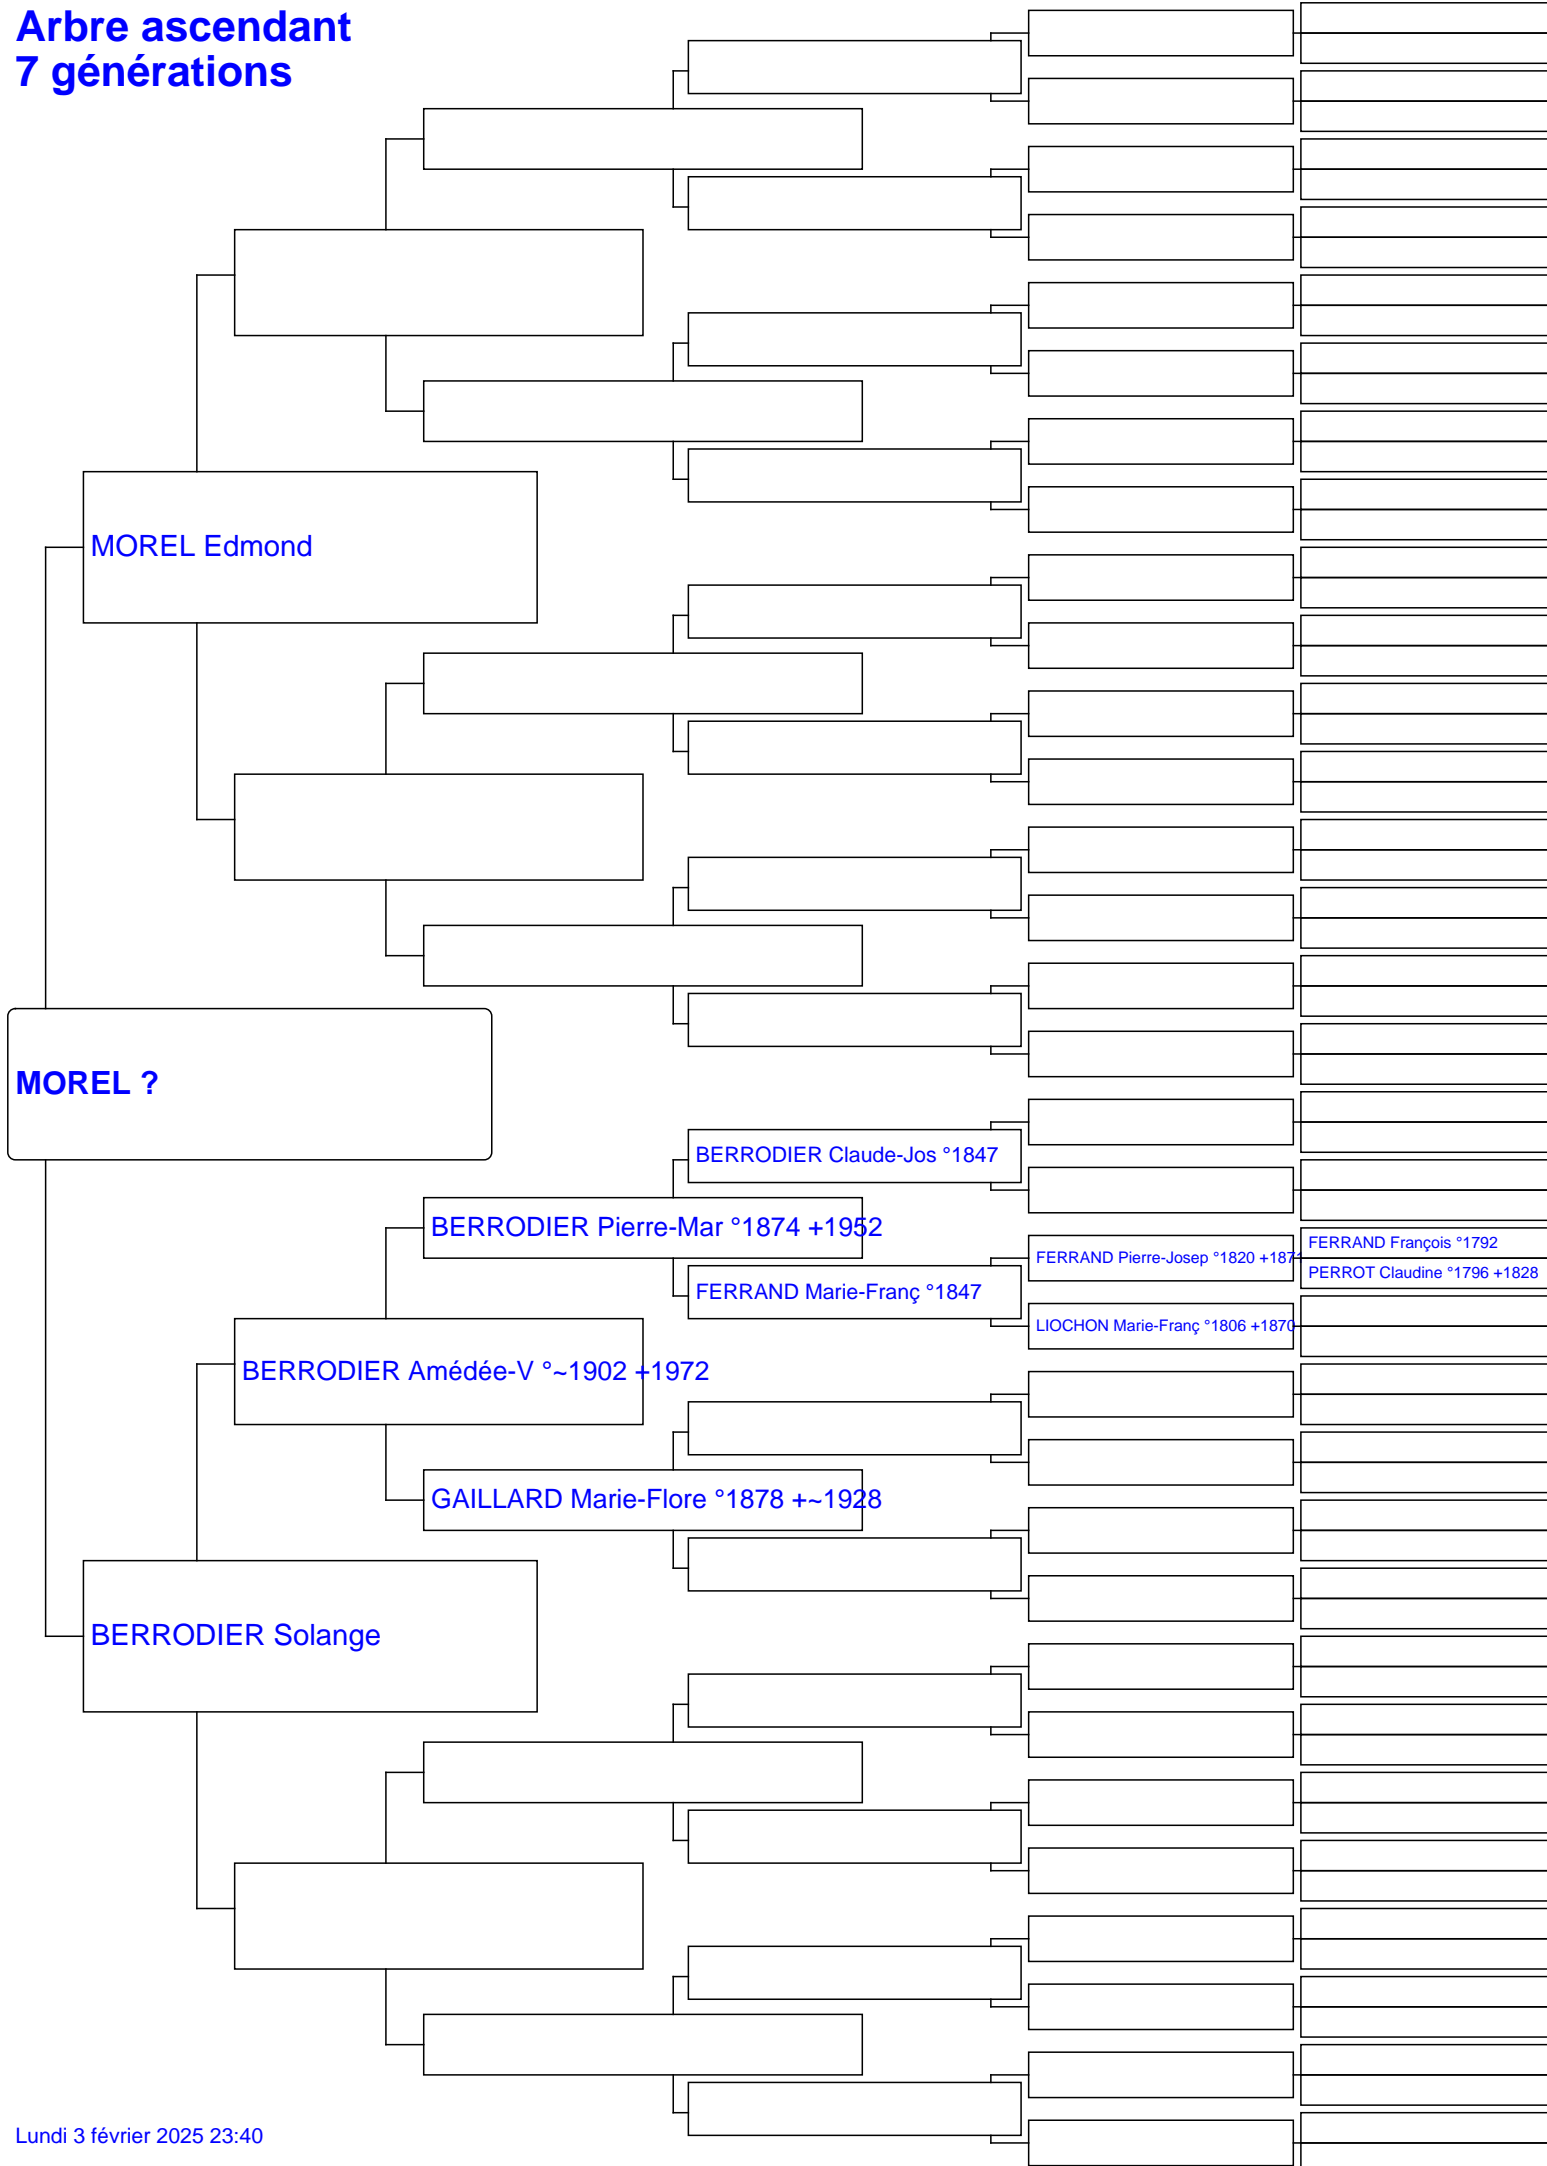 Arbre ascendant
7 générations
MOREL Edmond
MOREL ?
BERRODIER Claude-Jos °1847
BERRODIER Pierre-Mar °1874 +1952
FERRAND Pierre-Josep °1820 +1871
FERRAND François °1792
PERROT Claudine °1796 +1828
FERRAND Marie-Franç °1847
LIOCHON Marie-Franç °1806 +1870
BERRODIER Amédée-V °~1902 +1972
GAILLARD Marie-Flore °1878 +~1928
BERRODIER Solange
Lundi 3 février 2025 23:40